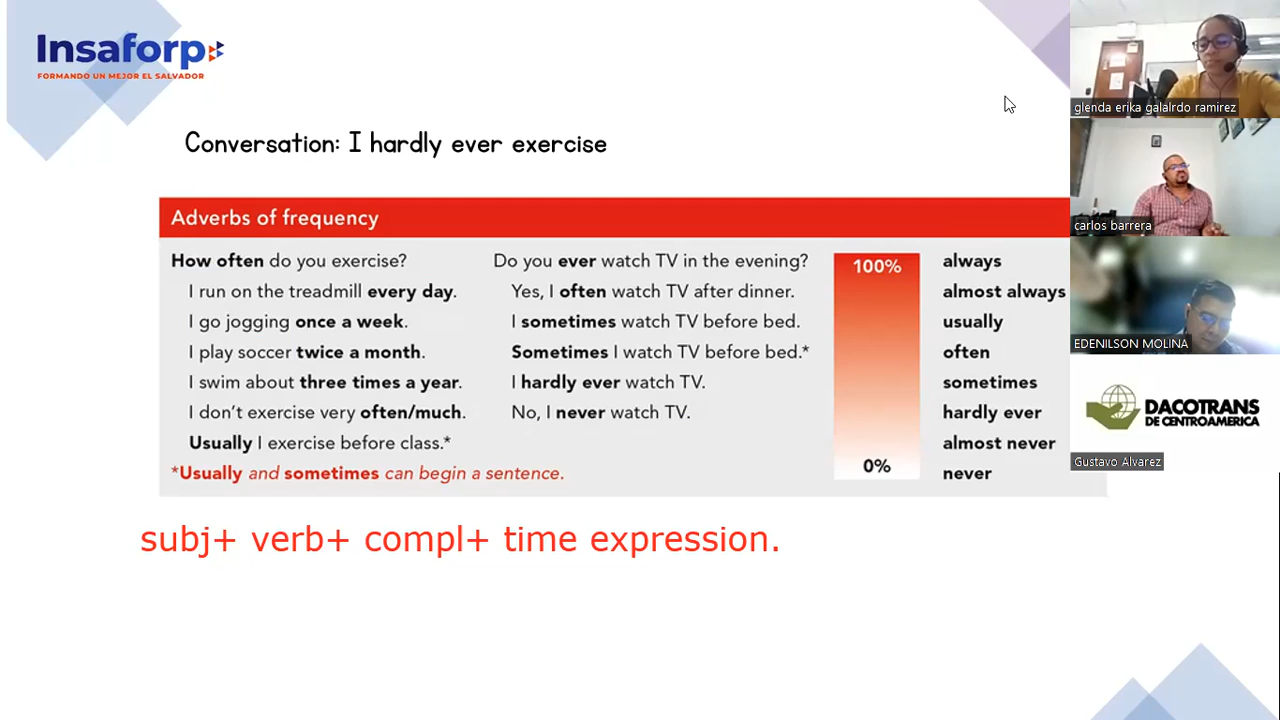 Insaforp
FORMANDO UN MEJOR EL SALVADOR
Conversation: I hardly ever exercise
Adverbs of frequency
How often do you exercise?
I run on the treadmill every day.
I go jogging once a week.
I play soccer twice a month.
I swim about three times a year.
I don't exercise very often/much.
Usually I exercise before class.*
*Usually and sometimes can begin a sentence.
Do you ever watch TV in the evening?
Yes, I often watch TV after dinner.
I sometimes watch TV before bed.
Sometimes I watch TV before bed.*
I hardly ever watch TV.
No, I never watch TV.
100%
0%
always
almost always
usually
often
sometimes
hardly ever
almost never
never
subj+ verb+ compl+ time expression.
glenda erika galalrdo ramirez
carlos barrera
EDENILSON MOLINA
DACOTRANS
DE CENTROAMERICA
Gustavo Alvarez